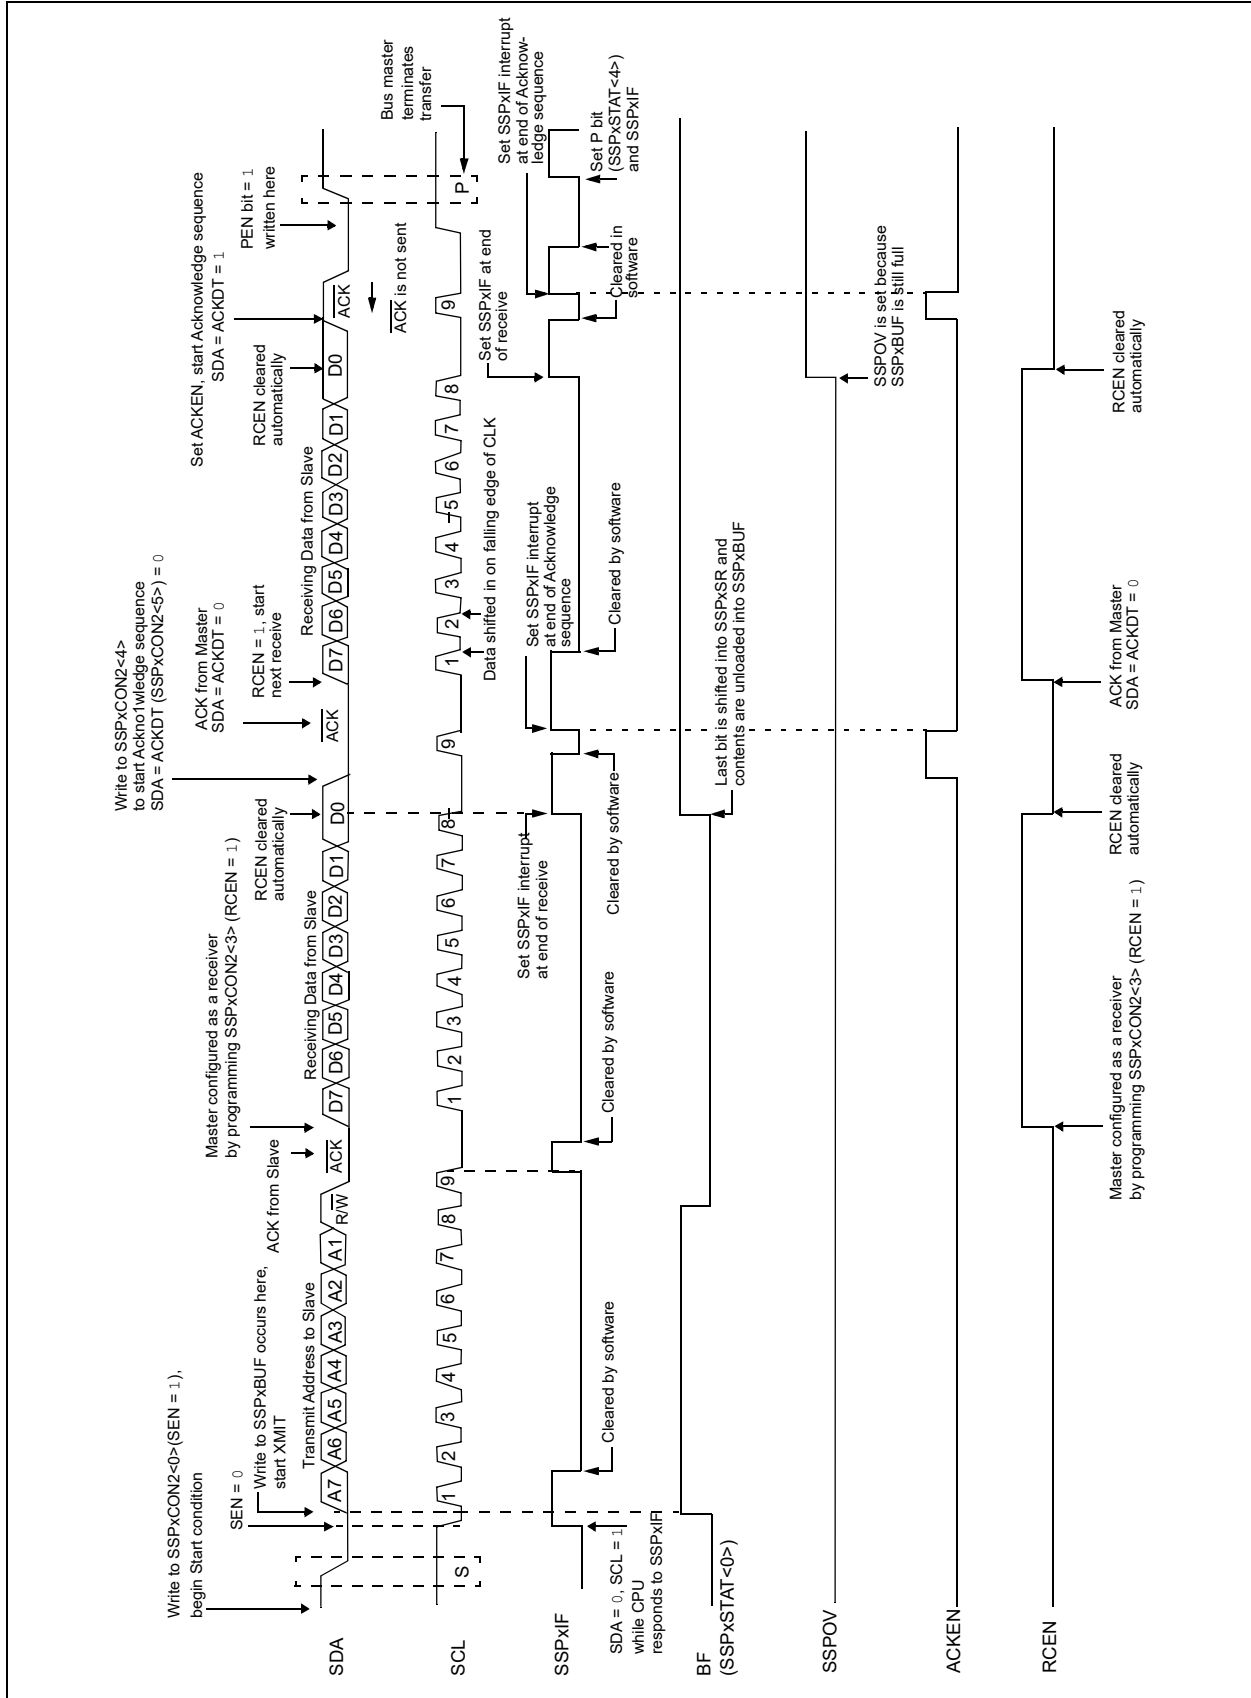 Write to SSPxCON2<0>(SEN = 1),
begin Start condition
SEN = 0
Write to SSPxBUF occurs here,
start XMIT
ACK from Slave
Master configured as a receiver
by programming SSPxCON2<3> (RCEN = 1)
RCEN cleared
automatically
Write to SSPxCON2<4>
to start Ackno1wledge sequence
SDA = ACKDT (SSPxCON2<5>) = 0
ACK from Master
SDA = ACKDT = 0
RCEN = 1, start
next receive
Set ACKEN, start Acknowledge sequence
SDA = ACKDT = 1
RCEN cleared
automatically
PEN bit = 1
written here
Transmit Address to Slave
Receiving Data from Slave
Receiving Data from Slave
SDA
A7 A6 A5 A4 A3 A2 A1 R/W ACK D7 D6 D5 D4 D3 D2 D1 D0 ACK D7 D6 D5 D4 D3 D2 D1 D0 ACK
ACK is not sent
Bus master
terminates
transfer
SCL
S 1 2 3 4 5 6 7 8 9 1 2 3 4 5 6 7 8 9 1 2 3 4 5 6 7 8 9 P
Data shifted in on falling edge of CLK
Set SSPxIF interrupt
at end of receive
Set SSPxIF interrupt
at end of Acknowledge
sequence
Set SSPxIF at end
of receive
Set SSPxIF interrupt
at end of Acknow-
ledge sequence
SSPxIF
SDA = 0, SCL = 1
while CPU
responds to SSPxIF
Cleared by software
Cleared by software
Cleared by software
Cleared by software
Cleared in
software
Set P bit
(SSPxSTAT<4>)
and SSPxIF
BF
(SSPxSTAT<0>)
Last bit is shifted into SSPxSR and
contents are unloaded into SSPxBUF
SSPOV
SSPOV is set because
SSPxBUF is still full
ACKEN
RCEN
Master configured as a receiver
by programming SSPxCON2<3> (RCEN = 1)
RCEN cleared
automatically
ACK from Master
SDA = ACKDT = 0
RCEN cleared
automatically